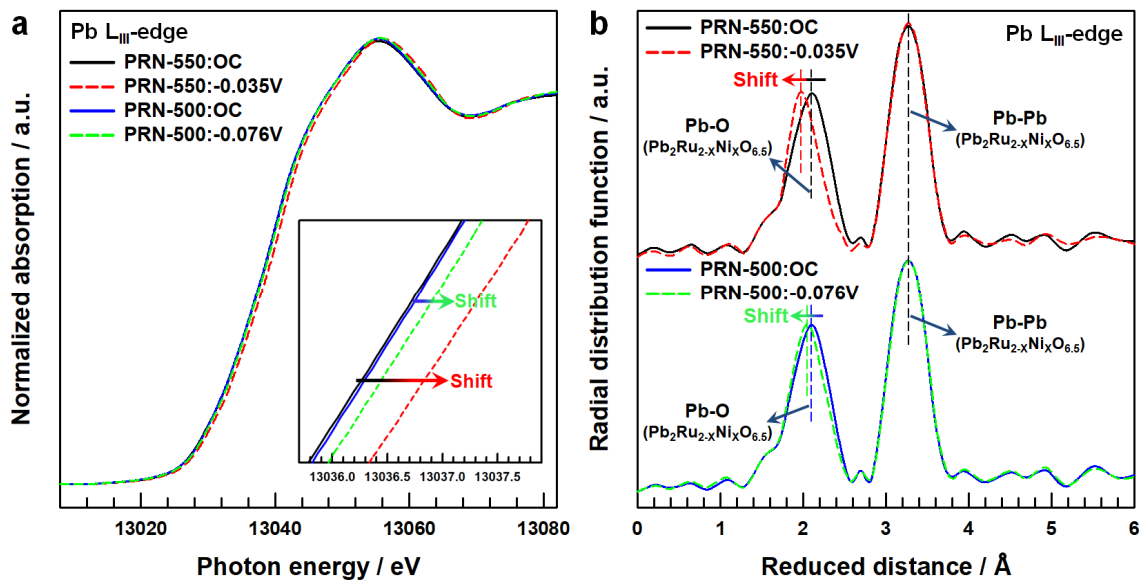 a
Pb L_III-edge
PRN-550:OC
PRN-550:-0.035V
PRN-500:OC
PRN-500:-0.076V
Normalized absorption / a.u.
Shift
Shift
13036.0 13036.5 13037.0 13037.5
13020 13040 13060 13080
Photon energy / eV
b
PRN-550:OC
PRN-550:-0.035V
Pb L_III-edge
Shift
Pb-O
(Pb₂Ru₂₋ₓNiₓO₆.₅)
Pb-Pb
(Pb₂Ru₂₋ₓNiₓO₆.₅)
PRN-500:OC
PRN-500:-0.076V
Shift
Pb-Pb
(Pb₂Ru₂₋ₓNiₓO₆.₅)
Pb-O
(Pb₂Ru₂₋ₓNiₓO₆.₅)
Radial distribution function / a.u.
0 1 2 3 4 5 6
Reduced distance / Å